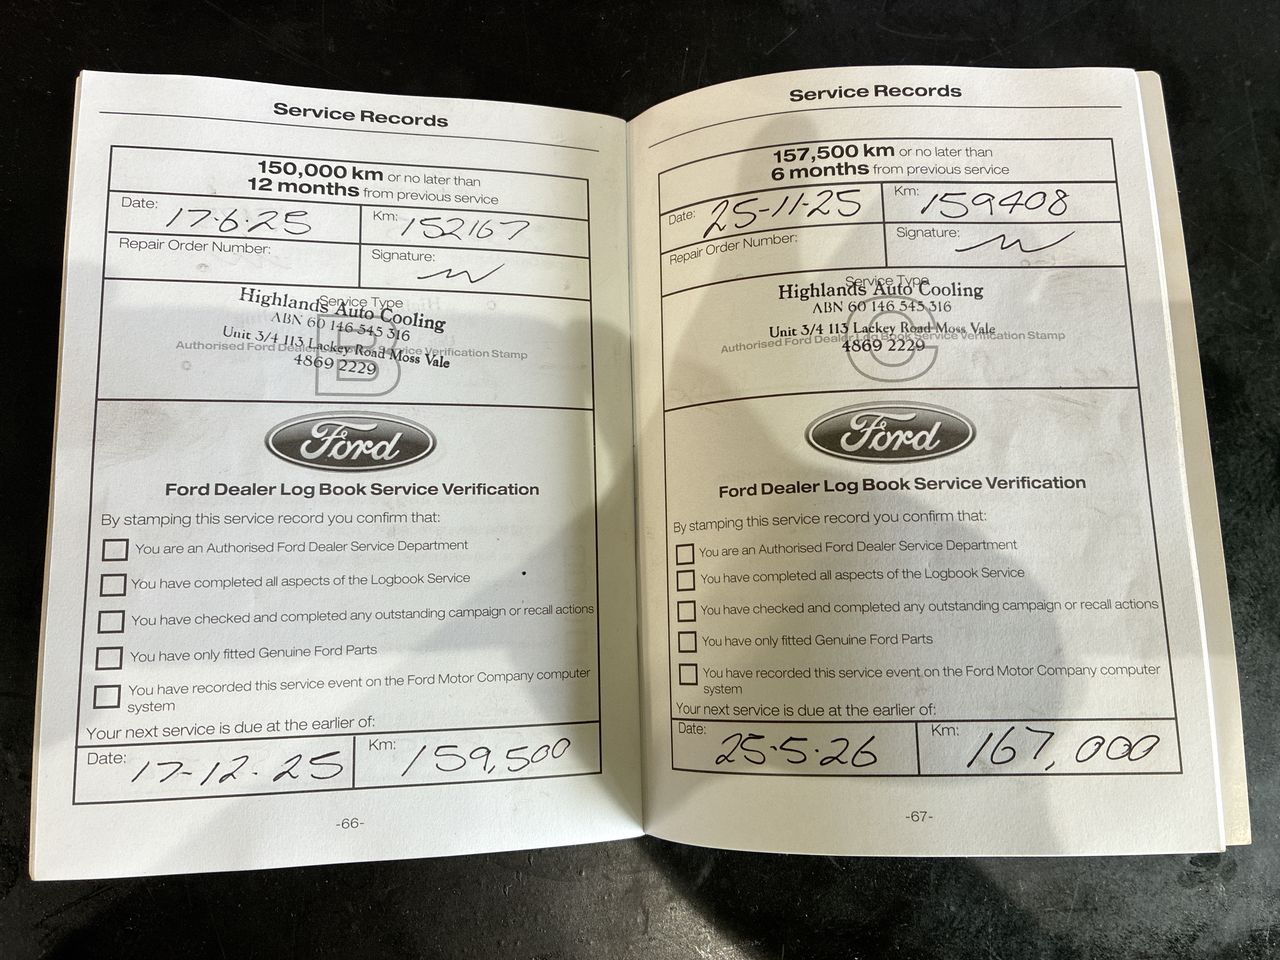 Service Records
150,000 km or no later than
12 months from previous service
Date: 17-6-25 Km: 152167
Repair Order Number: Signature:
Service Type
Highlands Auto Cooling
ABN 60 146 545 316
Unit 3/4 113 Lackey Road Moss Vale
4869 2229
B
Authorised Ford Dealer Service Verification Stamp
Ford
Ford Dealer Log Book Service Verification
By stamping this service record you confirm that:
You are an Authorised Ford Dealer Service Department
You have completed all aspects of the Logbook Service
You have checked and completed any outstanding campaign or recall actions
You have only fitted Genuine Ford Parts
You have recorded this service event on the Ford Motor Company computer
system
Your next service is due at the earlier of:
Date: 17-12-25 Km: 159,500
-66-
Service Records
157,500 km or no later than
6 months from previous service
Date: 25-11-25 Km: 159408
Repair Order Number: Signature:
Service Type
Highlands Auto Cooling
ABN 60 146 545 316
Unit 3/4 113 Lackey Road Moss Vale
4869 2229
C
Authorised Ford Dealer Log Book Service Verification Stamp
Ford
Ford Dealer Log Book Service Verification
By stamping this service record you confirm that:
You are an Authorised Ford Dealer Service Department
You have completed all aspects of the Logbook Service
You have checked and completed any outstanding campaign or recall actions
You have only fitted Genuine Ford Parts
You have recorded this service event on the Ford Motor Company computer
system
Your next service is due at the earlier of:
Date: 25-5-26 Km: 167,000
-67-